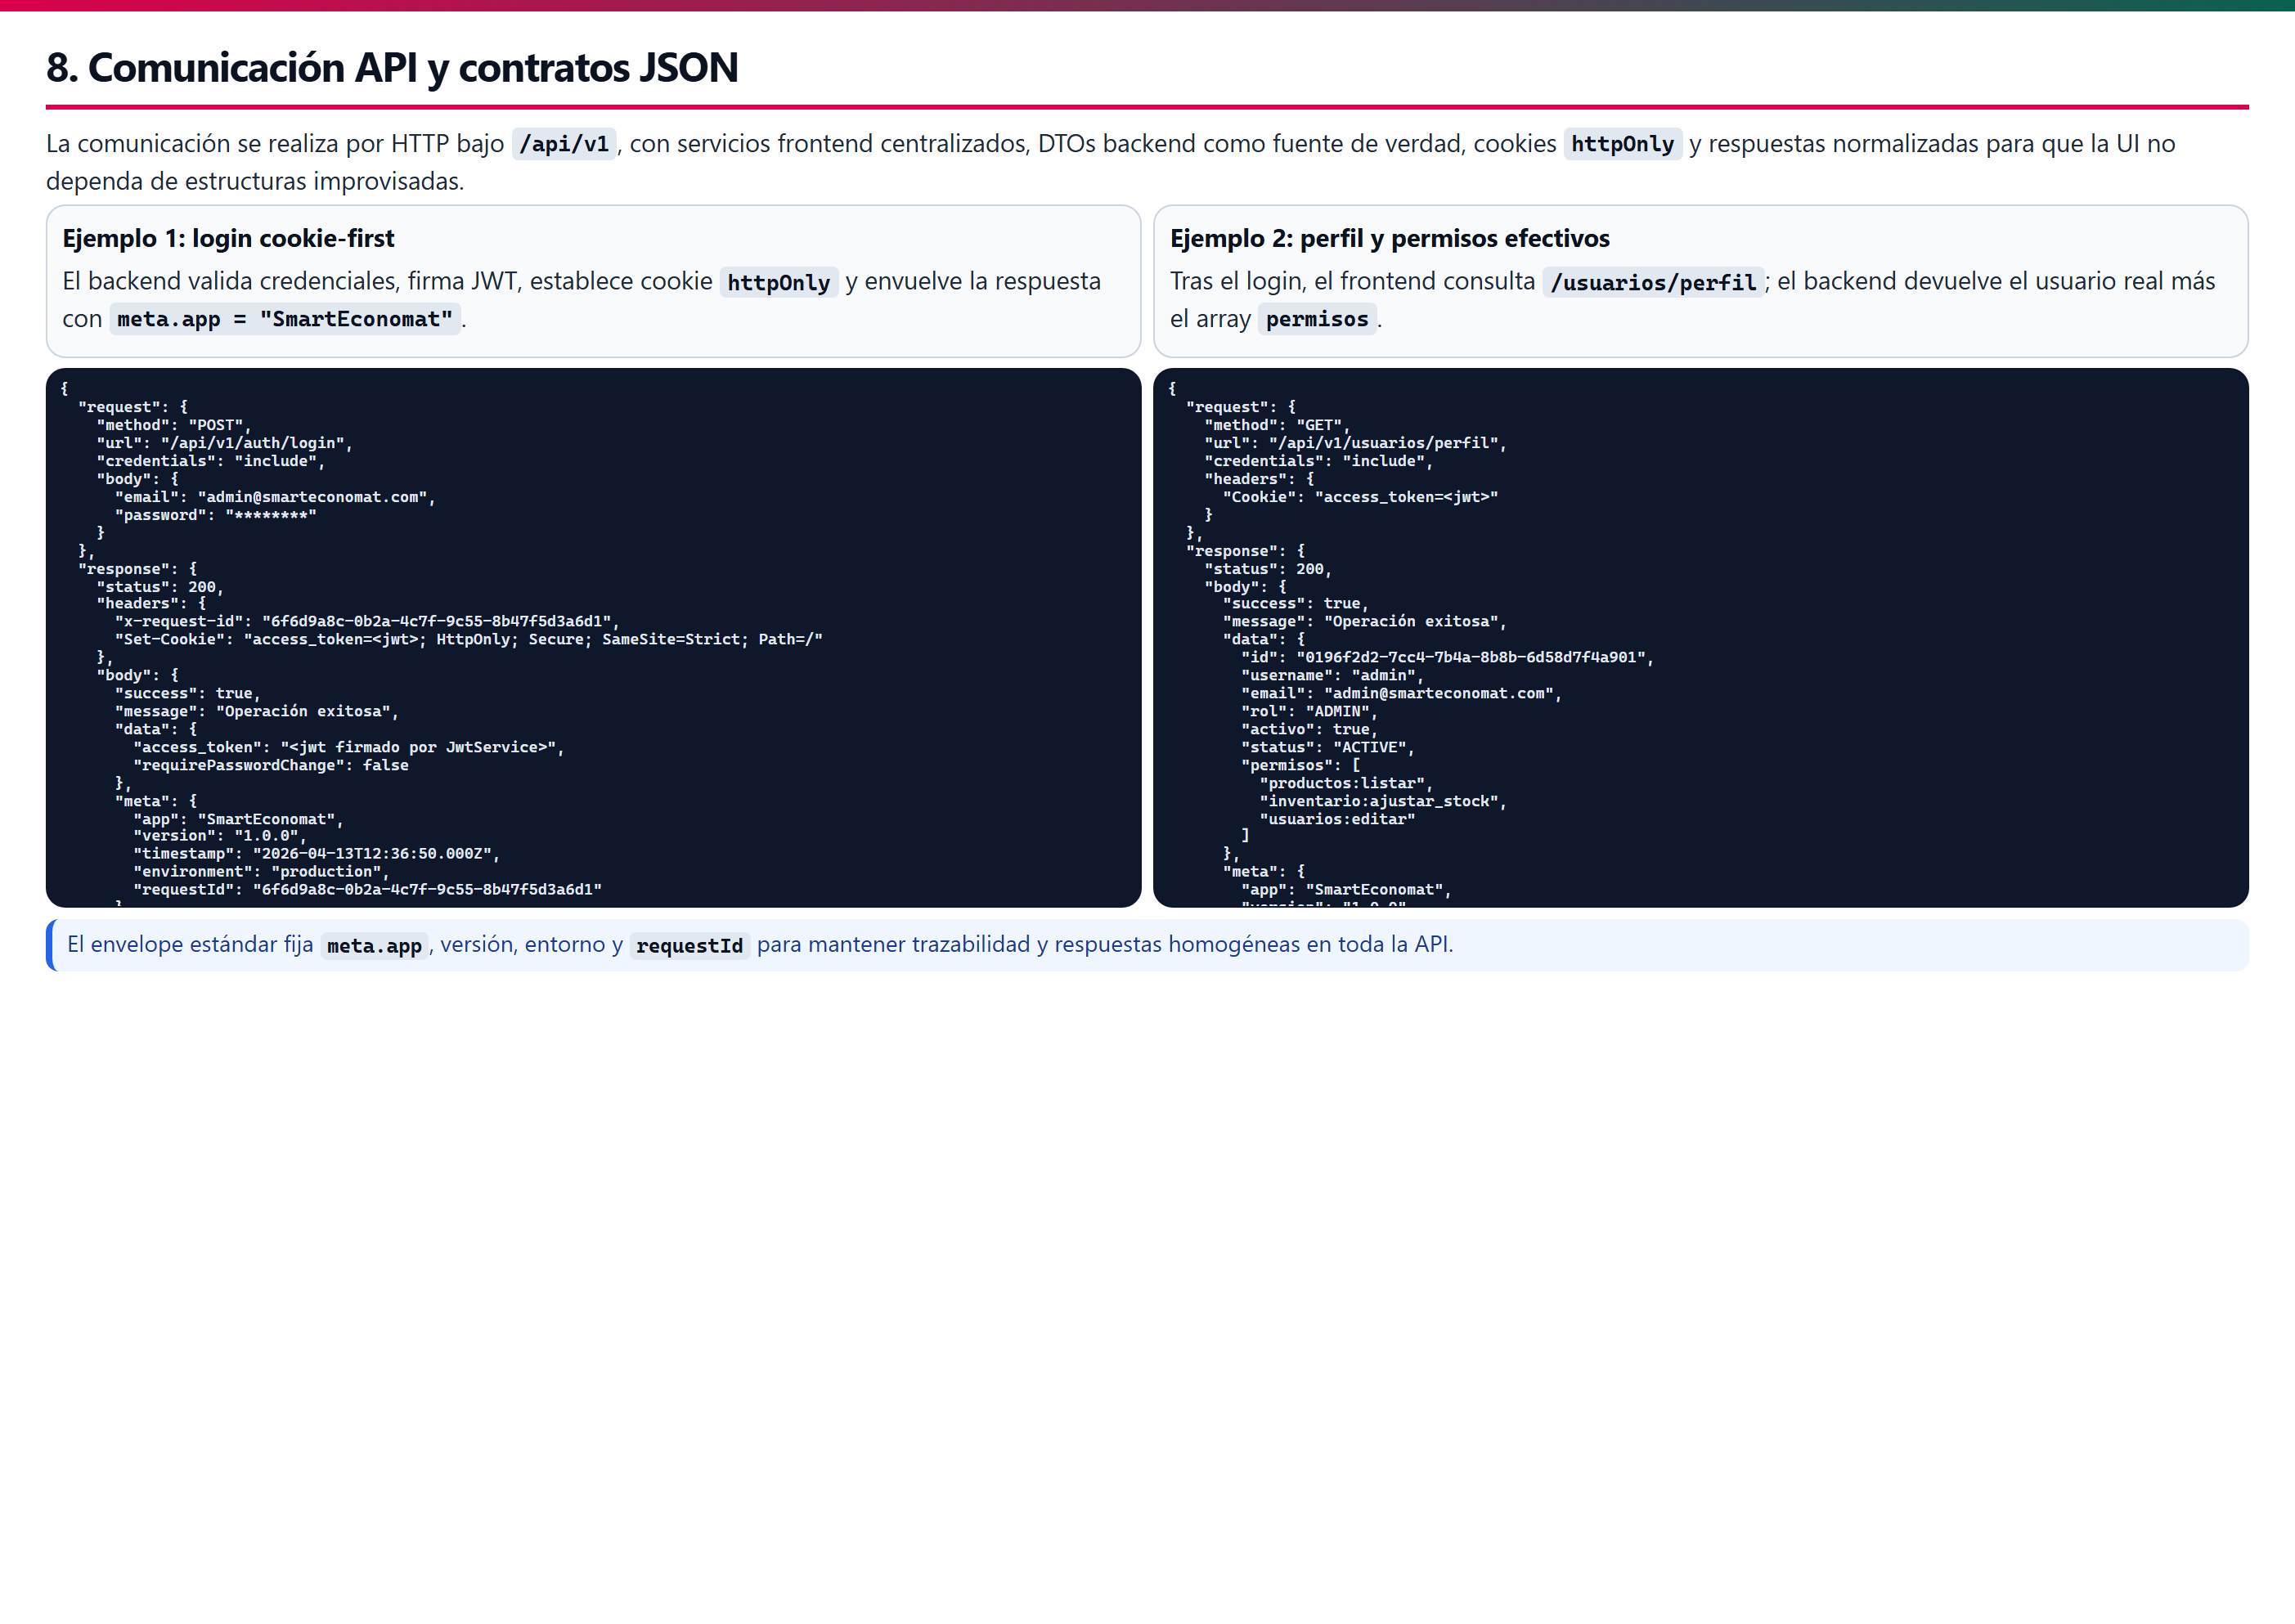 8. Comunicación API y contratos JSON
La comunicación se realiza por HTTP bajo /api/v1, con servicios frontend centralizados, DTOs backend como fuente de verdad, cookies httpOnly y respuestas normalizadas para que la UI no
dependa de estructuras improvisadas.
Ejemplo 1: login cookie-first
El backend valida credenciales, firma JWT, establece cookie httpOnly y envuelve la respuesta
con meta.app = "SmartEconomat".
{
  "request": {
    "method": "POST",
    "url": "/api/v1/auth/login",
    "credentials": "include",
    "body": {
      "email": "admin@smarteconomat.com",
      "password": "********"
    }
  },
  "response": {
    "status": 200,
    "headers": {
      "x-request-id": "6f6d9a8c-0b2a-4c7f-9c55-8b47f5d3a6d1",
      "Set-Cookie": "access_token=<jwt>; HttpOnly; Secure; SameSite=Strict; Path=/"
    },
    "body": {
      "success": true,
      "message": "Operación exitosa",
      "data": {
        "access_token": "<jwt firmado por JwtService>",
        "requirePasswordChange": false
      },
      "meta": {
        "app": "SmartEconomat",
        "version": "1.0.0",
        "timestamp": "2026-04-13T12:36:50.000Z",
        "environment": "production",
        "requestId": "6f6d9a8c-0b2a-4c7f-9c55-8b47f5d3a6d1"
      }
Ejemplo 2: perfil y permisos efectivos
Tras el login, el frontend consulta /usuarios/perfil; el backend devuelve el usuario real más
el array permisos.
{
  "request": {
    "method": "GET",
    "url": "/api/v1/usuarios/perfil",
    "credentials": "include",
    "headers": {
      "Cookie": "access_token=<jwt>"
    }
  },
  "response": {
    "status": 200,
    "body": {
      "success": true,
      "message": "Operación exitosa",
      "data": {
        "id": "0196f2d2-7cc4-7b4a-8b8b-6d58d7f4a901",
        "username": "admin",
        "email": "admin@smarteconomat.com",
        "rol": "ADMIN",
        "activo": true,
        "status": "ACTIVE",
        "permisos": [
          "productos:listar",
          "inventario:ajustar_stock",
          "usuarios:editar"
        ]
      },
      "meta": {
        "app": "SmartEconomat",
        "version": "1.0.0"
El envelope estándar fija meta.app, versión, entorno y requestId para mantener trazabilidad y respuestas homogéneas en toda la API.